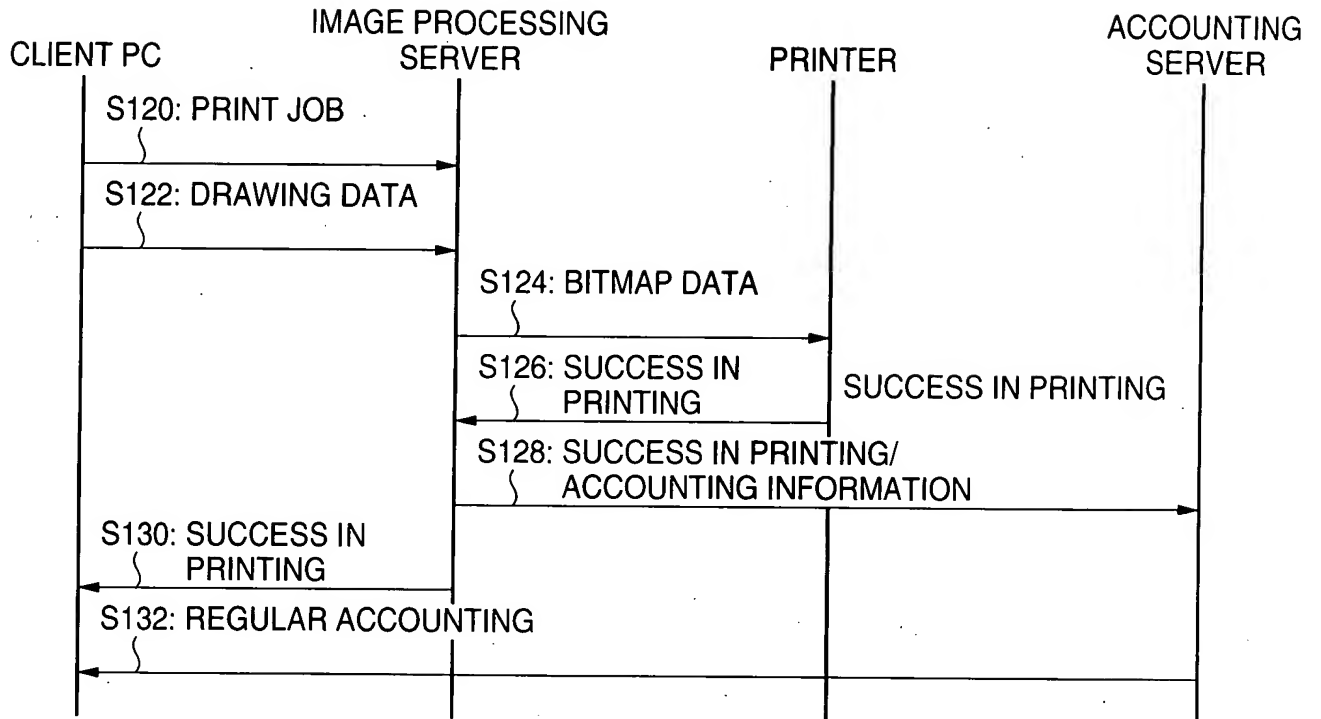 CLIENT PC
IMAGE PROCESSING
SERVER
PRINTER
ACCOUNTING
SERVER
S120: PRINT JOB
S122: DRAWING DATA
S124: BITMAP DATA
S126: SUCCESS IN
PRINTING
SUCCESS IN PRINTING
S128: SUCCESS IN PRINTING/
ACCOUNTING INFORMATION
S130: SUCCESS IN
PRINTING
S132: REGULAR ACCOUNTING